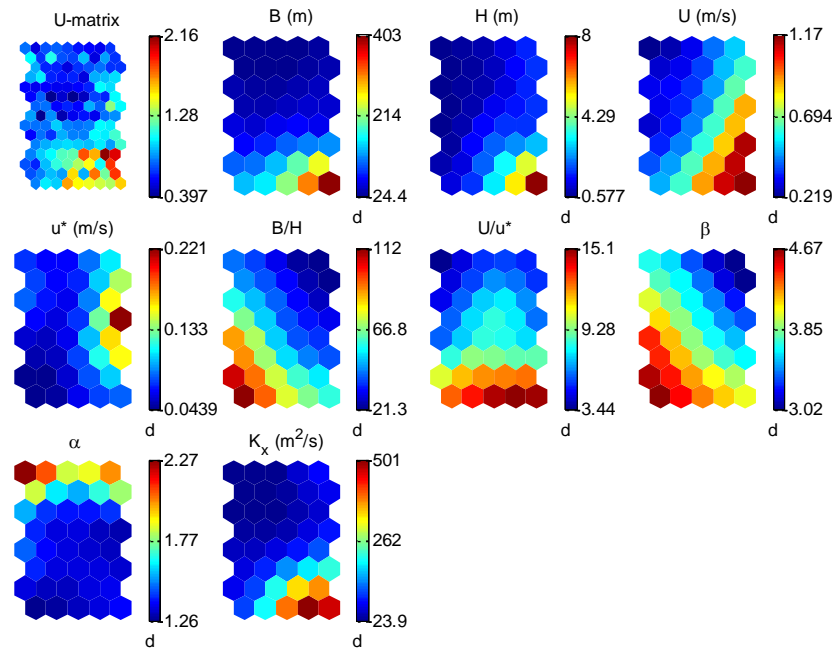 U-matrix
2.16
1.28
0.397
B (m)
403
214
24.4
d
H (m)
8
4.29
0.577
d
U (m/s)
1.17
0.694
0.219
d
u* (m/s)
0.221
0.133
0.0439
d
B/H
112
66.8
21.3
d
U/u*
15.1
9.28
3.44
d
β
4.67
3.85
3.02
d
α
2.27
1.77
1.26
d
K_x (m²/s)
501
262
23.9
d